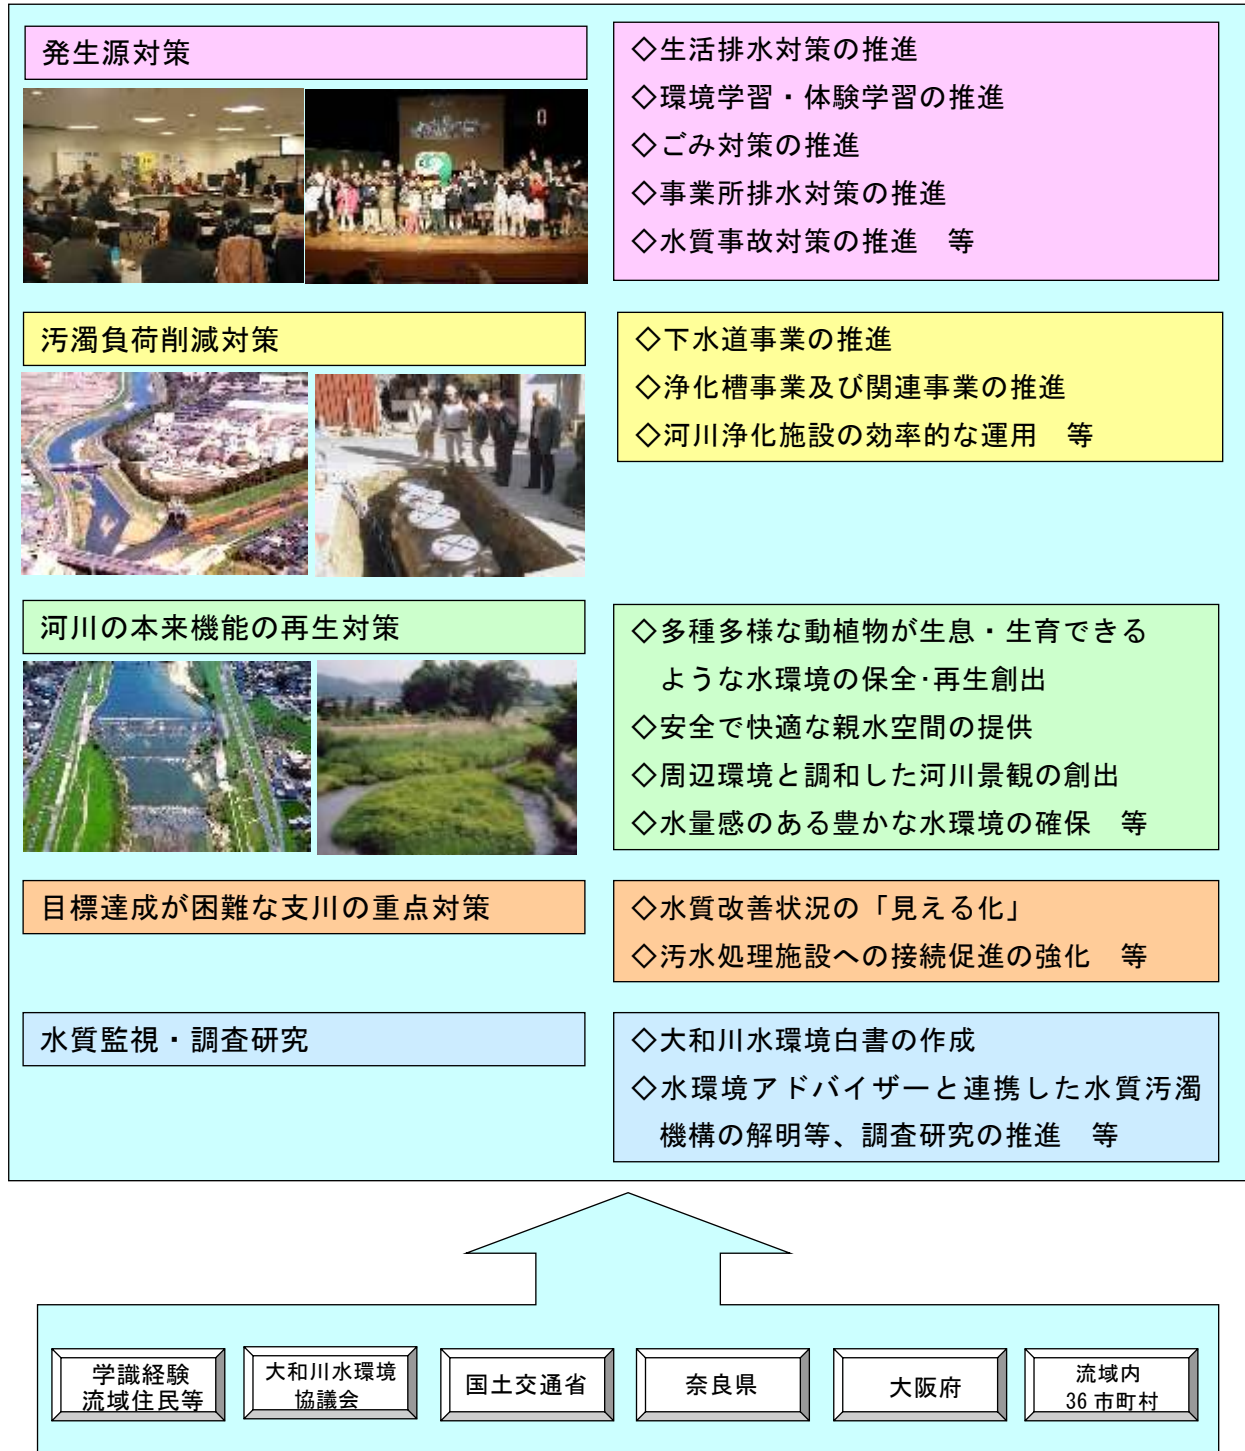 発生源対策
◇生活排水対策の推進
◇環境学習・体験学習の推進
◇ごみ対策の推進
◇事業所排水対策の推進
◇水質事故対策の推進　等
汚濁負荷削減対策
◇下水道事業の推進
◇浄化槽事業及び関連事業の推進
◇河川浄化施設の効率的な運用　等
河川の本来機能の再生対策
◇多種多様な動植物が生息・生育できる
ような水環境の保全･再生創出
◇安全で快適な親水空間の提供
◇周辺環境と調和した河川景観の創出
◇水量感のある豊かな水環境の確保　等
目標達成が困難な支川の重点対策
◇水質改善状況の「見える化」
◇汚水処理施設への接続促進の強化　等
水質監視・調査研究
◇大和川水環境白書の作成
◇水環境アドバイザーと連携した水質汚濁
機構の解明等、調査研究の推進　等
学識経験
流域住民等
大和川水環境
協議会
国土交通省
奈良県
大阪府
流域内
36 市町村